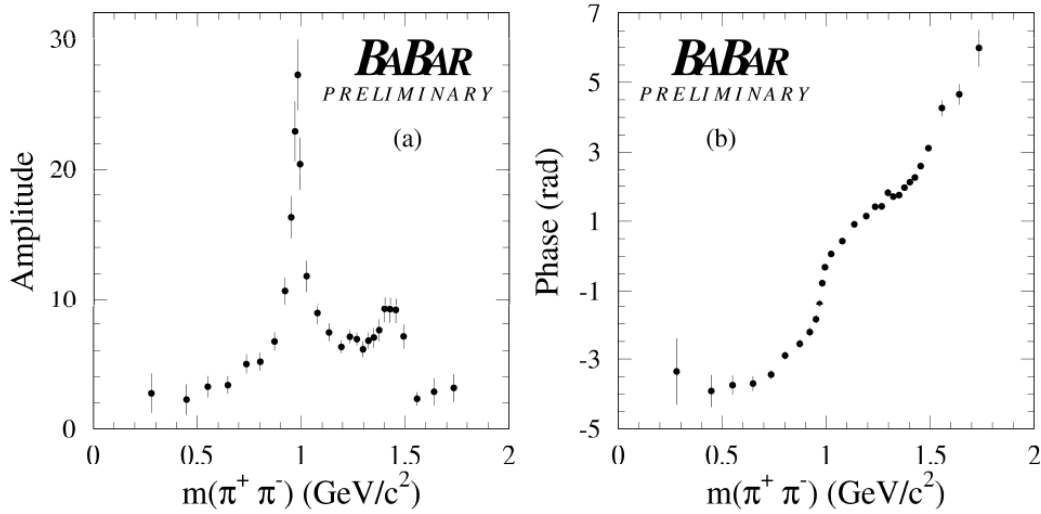 30
20
10
0
Amplitude
BABAR
PRELIMINARY
(a)
0
0.5
1
1.5
2
m(π⁺ π⁻) (GeV/c²)
7
5
3
1
-1
-3
-5
Phase (rad)
BABAR
PRELIMINARY
(b)
0
0.5
1
1.5
2
m(π⁺ π⁻) (GeV/c²)